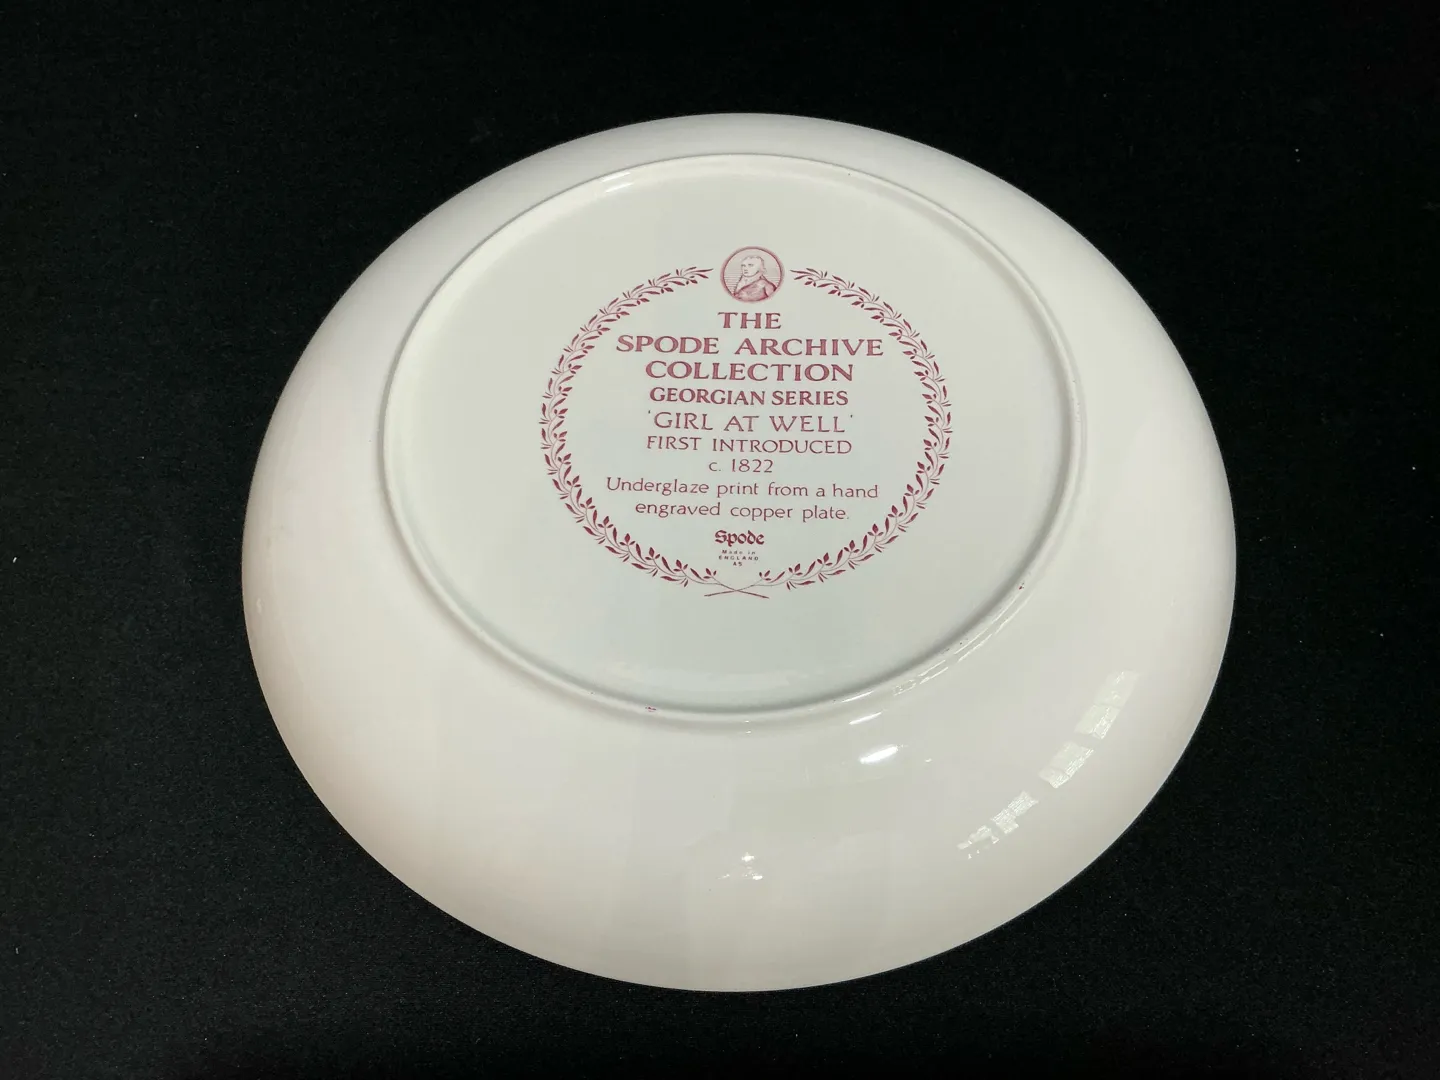 THE
SPODE ARCHIVE
COLLECTION
GEORGIAN SERIES
'GIRL AT WELL'
FIRST INTRODUCED
c. 1822
Underglaze print from a hand
engraved copper plate.
Spode
Made in
ENGLAND
A5